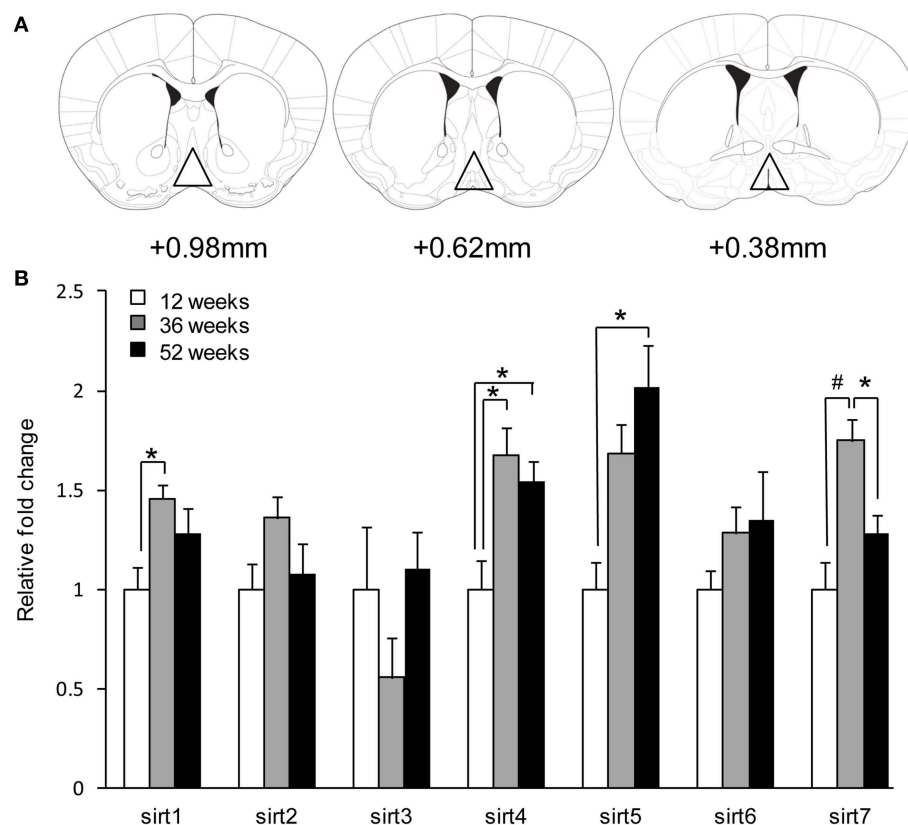 A
+0.98mm +0.62mm +0.38mm
B
2.5
2
1.5
1
0.5
0
Relative fold change
12 weeks
36 weeks
52 weeks
*
*
*
*
# *
sirt1 sirt2 sirt3 sirt4 sirt5 sirt6 sirt7